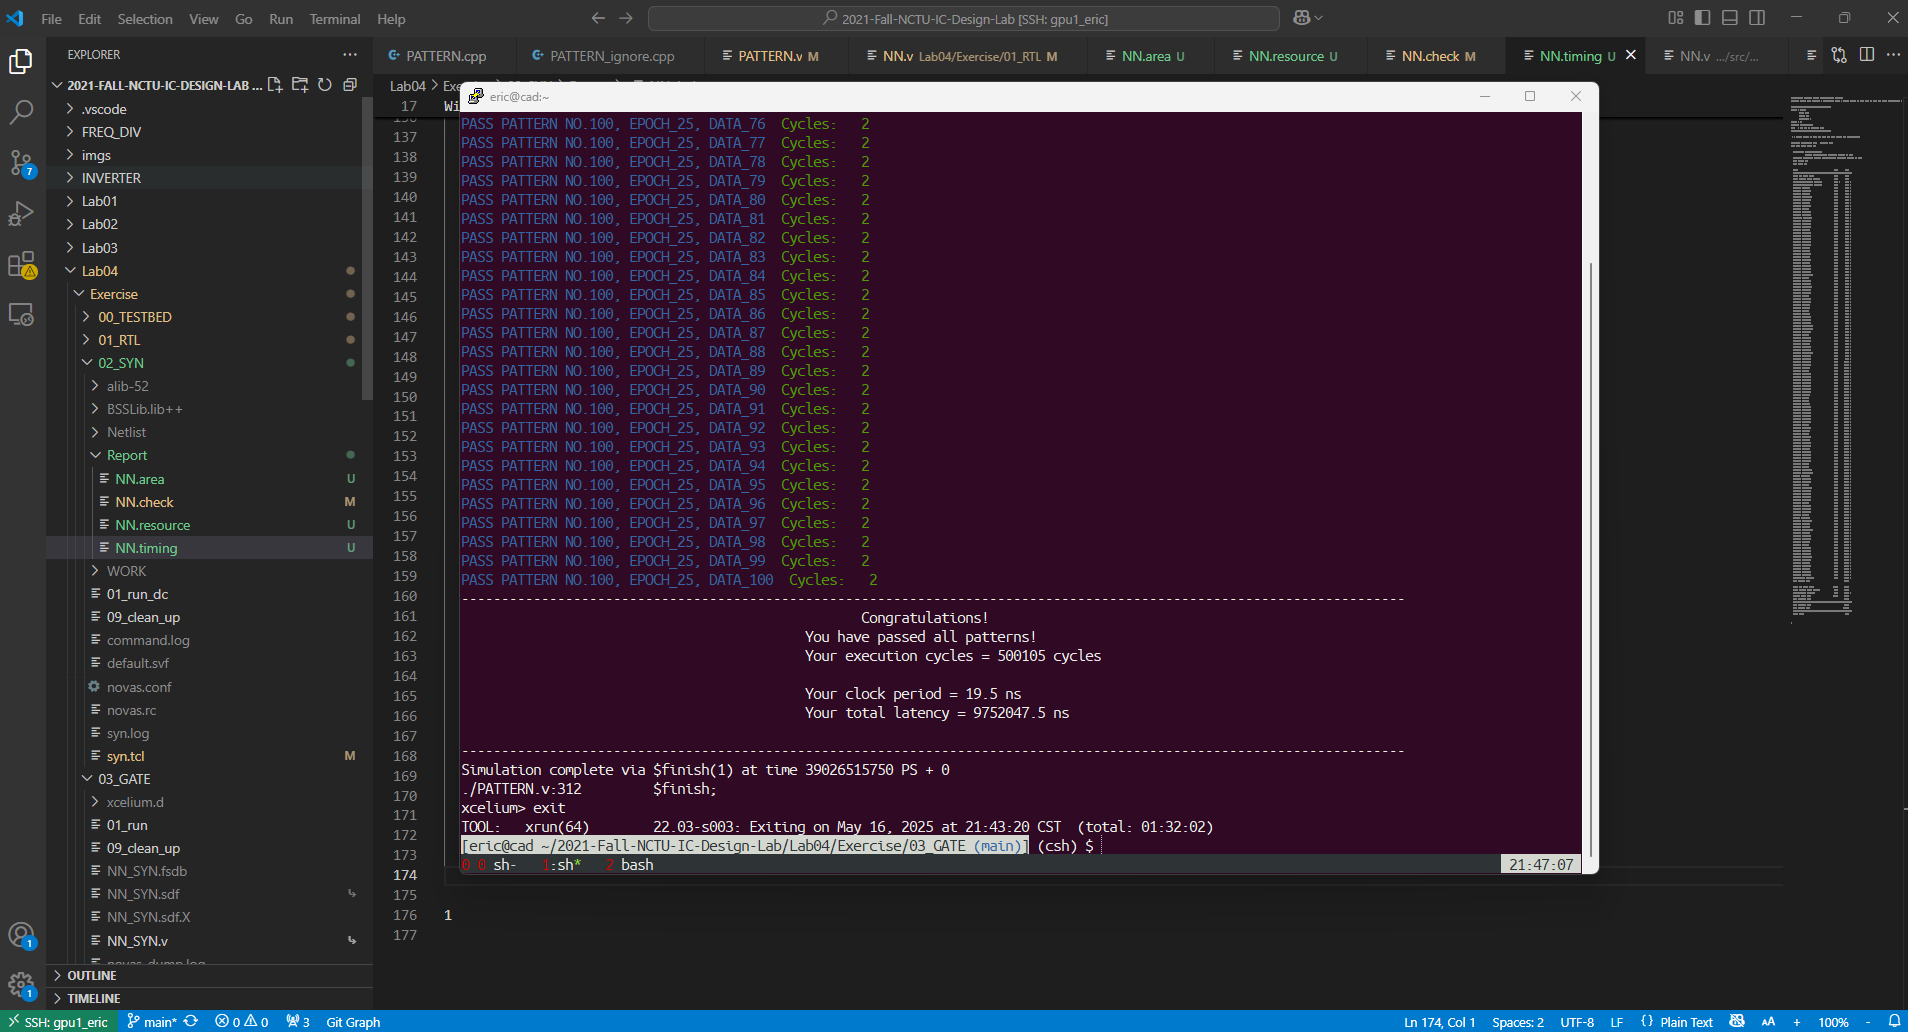 File Edit Selection View Go Run Terminal Help
2021-Fall-NCTU-IC-Design-Lab [SSH: gpu1_eric]
EXPLORER
2021-FALL-NCTU-IC-DESIGN-LAB ...
.vscode
FREQ_DIV
imgs
INVERTER
Lab01
Lab02
Lab03
Lab04
Exercise
00_TESTBED
01_RTL
02_SYN
alib-52
BSSLib.lib++
Netlist
Report
NN.area U
NN.check M
NN.resource U
NN.timing U
WORK
01_run_dc
09_clean_up
command.log
default.svf
novas.conf
novas.rc
syn.log
syn.tcl M
03_GATE
xcelium.d
01_run
09_clean_up
NN_SYN.fsdb
NN_SYN.sdf
NN_SYN.sdf.X
NN_SYN.v
novas_dump.log
OUTLINE
TIMELINE
7
1
1
PATTERN.cpp
PATTERN_ignore.cpp
PATTERN.v M
NN.v Lab04/Exercise/01_RTL M
NN.area U
NN.resource U
NN.check M
NN.timing U
NN.v .../src/...
Lab04
17 Wi
136
137
138
139
140
141
142
143
144
145
146
147
148
149
150
151
152
153
154
155
156
157
158
159
160
161
162
163
164
165
166
167
168
169
170
171
172
173
174
175
176 1
177
eric@cad:~
PASS PATTERN NO.100, EPOCH_25, DATA_76 Cycles: 2
PASS PATTERN NO.100, EPOCH_25, DATA_77 Cycles: 2
PASS PATTERN NO.100, EPOCH_25, DATA_78 Cycles: 2
PASS PATTERN NO.100, EPOCH_25, DATA_79 Cycles: 2
PASS PATTERN NO.100, EPOCH_25, DATA_80 Cycles: 2
PASS PATTERN NO.100, EPOCH_25, DATA_81 Cycles: 2
PASS PATTERN NO.100, EPOCH_25, DATA_82 Cycles: 2
PASS PATTERN NO.100, EPOCH_25, DATA_83 Cycles: 2
PASS PATTERN NO.100, EPOCH_25, DATA_84 Cycles: 2
PASS PATTERN NO.100, EPOCH_25, DATA_85 Cycles: 2
PASS PATTERN NO.100, EPOCH_25, DATA_86 Cycles: 2
PASS PATTERN NO.100, EPOCH_25, DATA_87 Cycles: 2
PASS PATTERN NO.100, EPOCH_25, DATA_88 Cycles: 2
PASS PATTERN NO.100, EPOCH_25, DATA_89 Cycles: 2
PASS PATTERN NO.100, EPOCH_25, DATA_90 Cycles: 2
PASS PATTERN NO.100, EPOCH_25, DATA_91 Cycles: 2
PASS PATTERN NO.100, EPOCH_25, DATA_92 Cycles: 2
PASS PATTERN NO.100, EPOCH_25, DATA_93 Cycles: 2
PASS PATTERN NO.100, EPOCH_25, DATA_94 Cycles: 2
PASS PATTERN NO.100, EPOCH_25, DATA_95 Cycles: 2
PASS PATTERN NO.100, EPOCH_25, DATA_96 Cycles: 2
PASS PATTERN NO.100, EPOCH_25, DATA_97 Cycles: 2
PASS PATTERN NO.100, EPOCH_25, DATA_98 Cycles: 2
PASS PATTERN NO.100, EPOCH_25, DATA_99 Cycles: 2
PASS PATTERN NO.100, EPOCH_25, DATA_100 Cycles: 2
----------------------------------------------------------------------------------------------------------------------
Congratulations!
You have passed all patterns!
Your execution cycles = 500105 cycles
Your clock period = 19.5 ns
Your total latency = 9752047.5 ns
----------------------------------------------------------------------------------------------------------------------
Simulation complete via $finish(1) at time 39026515750 PS + 0
./PATTERN.v:312 $finish;
xcelium> exit
TOOL: xrun(64) 22.03-s003: Exiting on May 16, 2025 at 21:43:20 CST (total: 01:32:02)
[eric@cad ~/2021-Fall-NCTU-IC-Design-Lab/Lab04/Exercise/03_GATE (main)] (csh) $
0 0 sh- 1:sh* 2 bash 21:47:07
SSH: gpu1_eric main* 0 0 3 Git Graph Ln 174, Col 1 Spaces: 2 UTF-8 LF {} Plain Text AA + 100% -